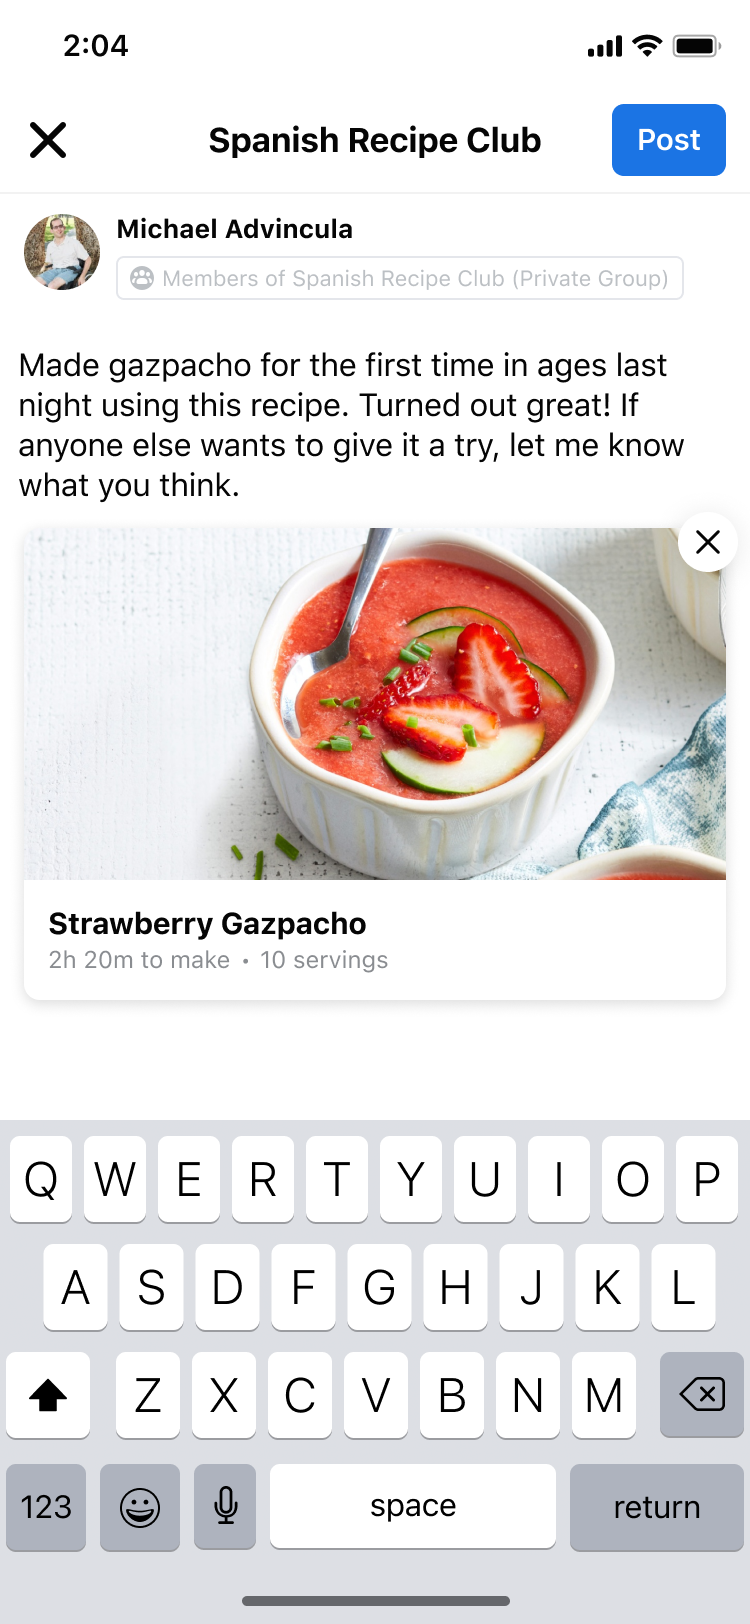 2:04
Spanish Recipe Club
Post
Michael Advincula
Members of Spanish Recipe Club (Private Group)
Made gazpacho for the first time in ages last
night using this recipe. Turned out great! If
anyone else wants to give it a try, let me know
what you think.
Strawberry Gazpacho
2h 20m to make • 10 servings
Q W E R T Y U I O P
A S D F G H J K L
Z X C V B N M
123 space return